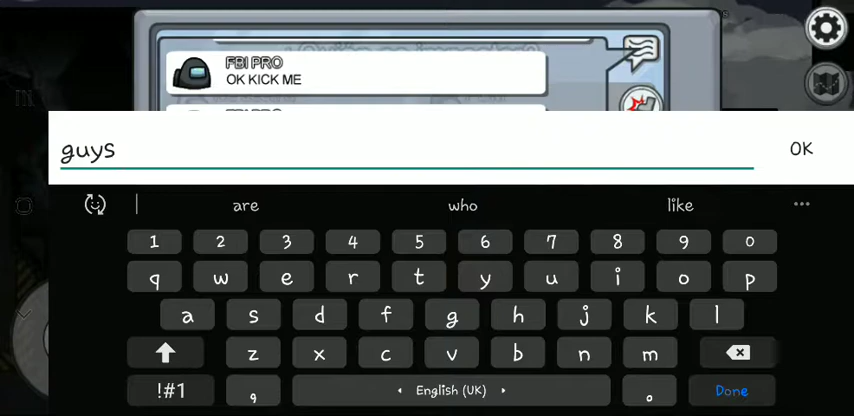 FBI PRO
OK KICK ME
guys
OK
are who like
1 2 3 4 5 6 7 8 9 0
q w e r t y u i o p
a s d f g h j k l
z x c v b n m
!#1 , English (UK) . Done